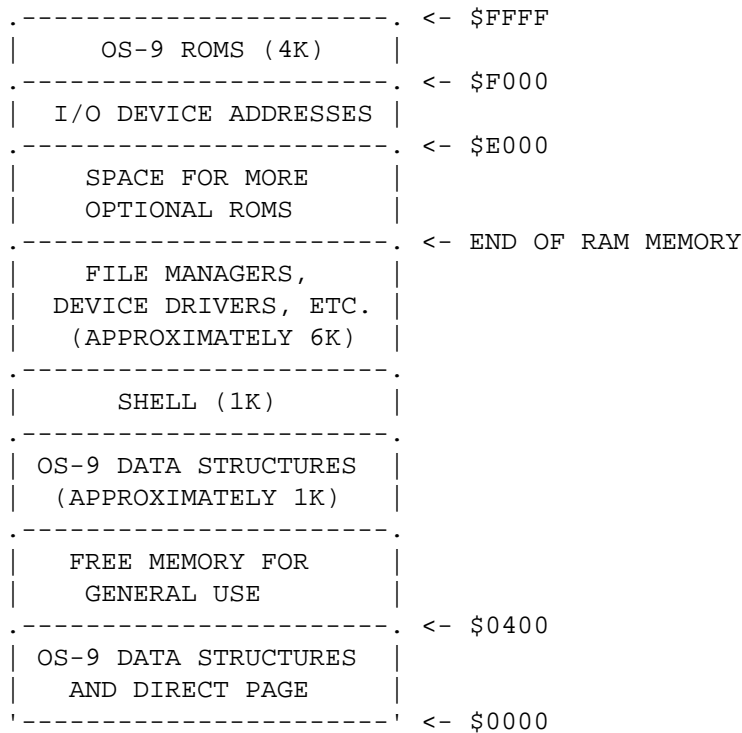 .-----------------------. <- $FFFF
|     OS-9 ROMS (4K)    |
.-----------------------. <- $F000
|  I/O DEVICE ADDRESSES |
.-----------------------. <- $E000
|    SPACE FOR MORE     |
|    OPTIONAL ROMS      |
.-----------------------. <- END OF RAM MEMORY
|    FILE MANAGERS,     |
|  DEVICE DRIVERS, ETC. |
|   (APPROXIMATELY 6K)  |
.-----------------------.
|      SHELL (1K)       |
.-----------------------.
| OS-9 DATA STRUCTURES  |
|  (APPROXIMATELY 1K)   |
.-----------------------.
|   FREE MEMORY FOR     |
|    GENERAL USE        |
.-----------------------. <- $0400
| OS-9 DATA STRUCTURES  |
|   AND DIRECT PAGE     |
'-----------------------' <- $0000